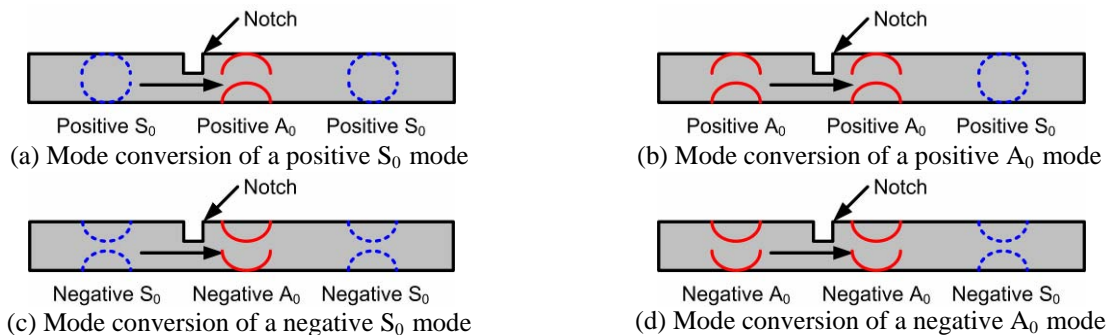 Notch
Positive S₀ Positive A₀ Positive S₀
(a) Mode conversion of a positive S₀ mode
Notch
Positive A₀ Positive A₀ Positive S₀
(b) Mode conversion of a positive A₀ mode
Notch
Negative S₀ Negative A₀ Negative S₀
(c) Mode conversion of a negative S₀ mode
Notch
Negative A₀ Negative A₀ Negative S₀
(d) Mode conversion of a negative A₀ mode